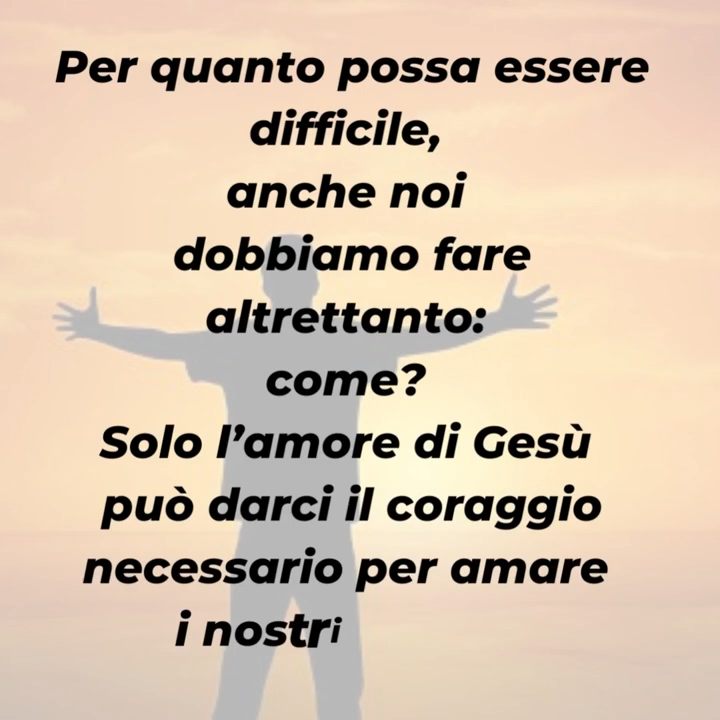 Per quanto possa essere
difficile,
anche noi
dobbiamo fare
altrettanto:
come?
Solo l’amore di Gesù
può darci il coraggio
necessario per amare
i nostri